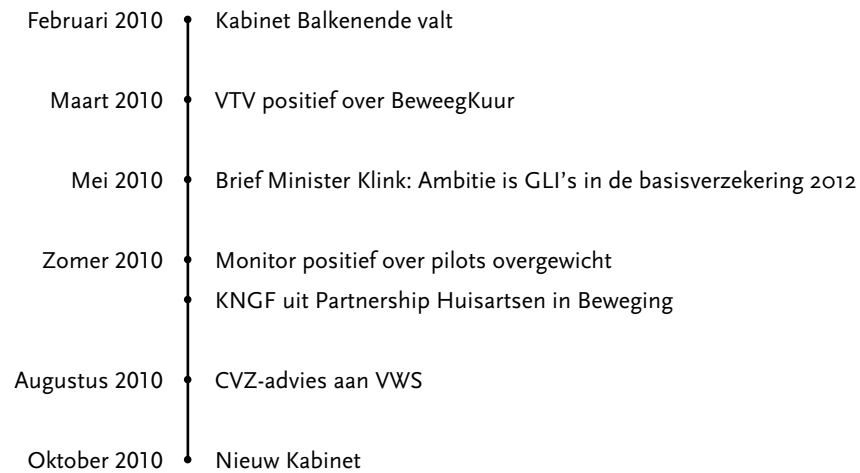 Februari 2010 Kabinet Balkenende valt
Maart 2010 VTV positief over BeweegKuur
Mei 2010 Brief Minister Klink: Ambitie is GLI's in de basisverzekering 2012
Zomer 2010 Monitor positief over pilots overgewicht
KNGF uit Partnership Huisartsen in Beweging
Augustus 2010 CVZ-advies aan VWS
Oktober 2010 Nieuw Kabinet